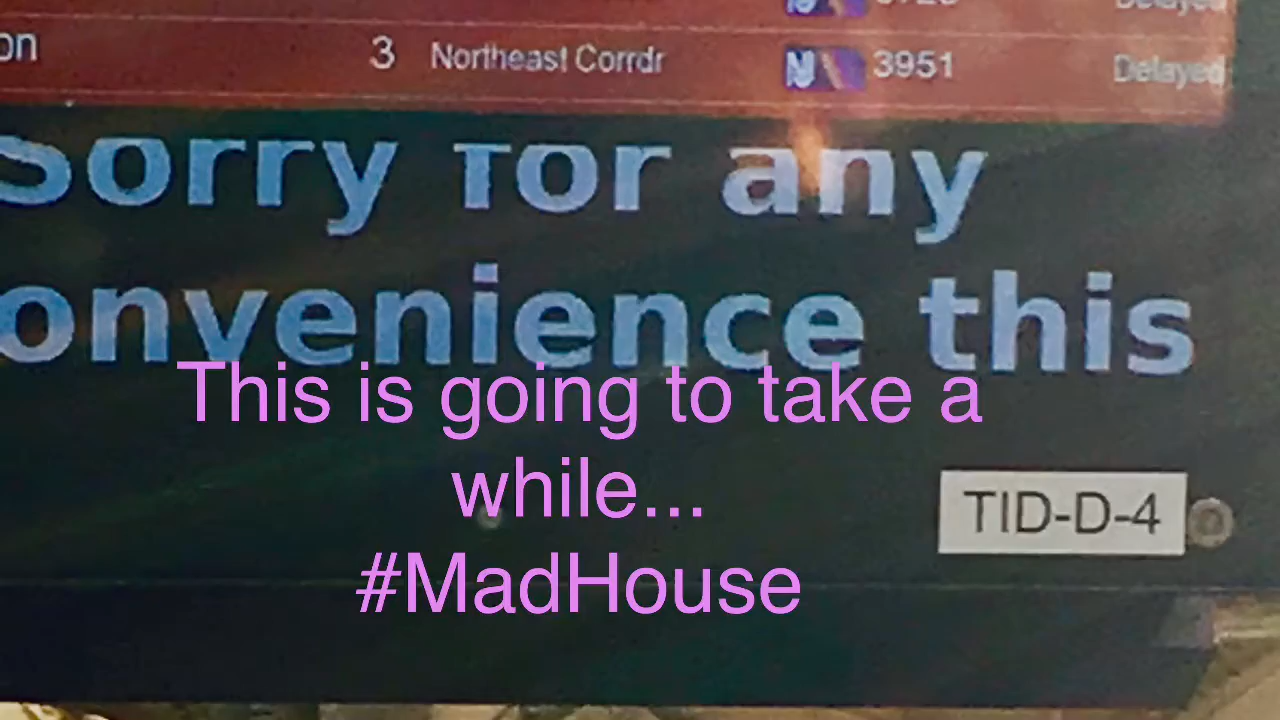 on 3 Northeast Corrdr 3951 Delayed
Sorry for any
onvenience this
This is going to take a
while...
TID-D-4
#MadHouse